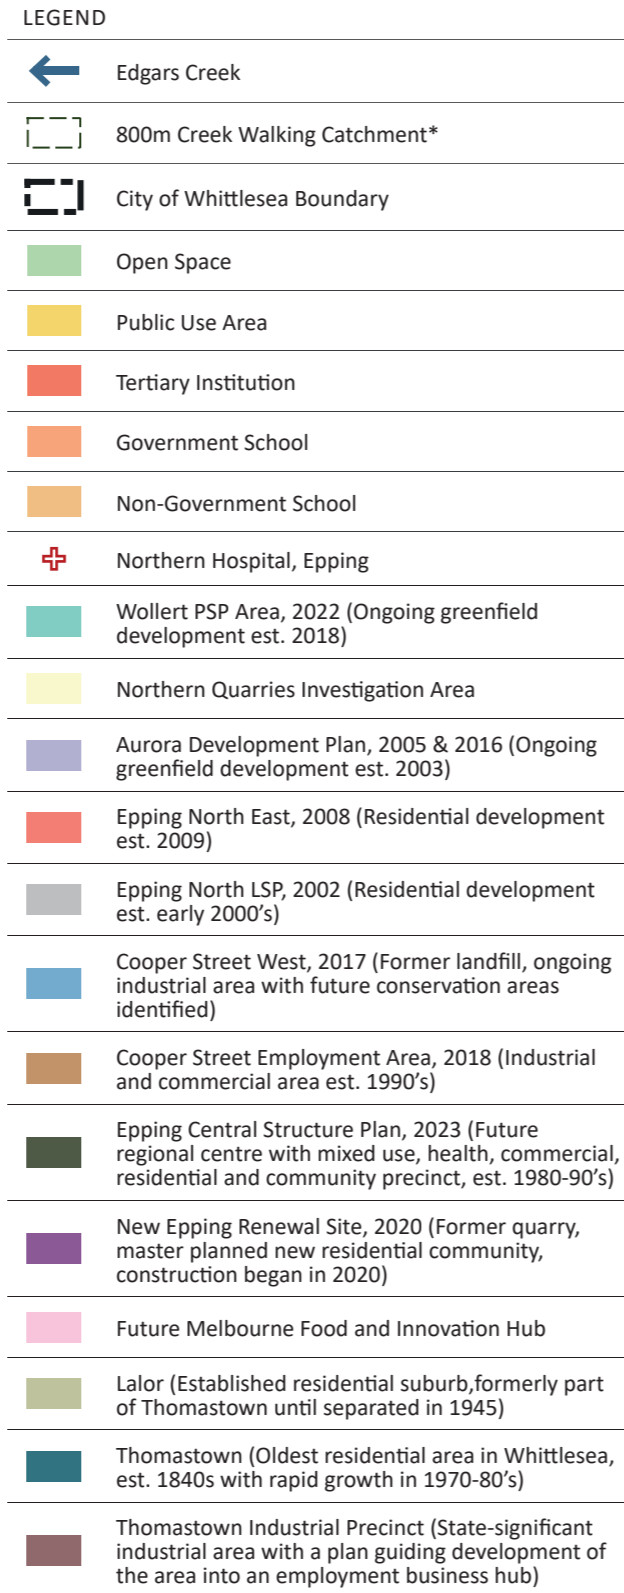 LEGEND
Edgars Creek
800m Creek Walking Catchment*
City of Whittlesea Boundary
Open Space
Public Use Area
Tertiary Institution
Government School
Non-Government School
Northern Hospital, Epping
Wollert PSP Area, 2022 (Ongoing greenfield
development est. 2018)
Northern Quarries Investigation Area
Aurora Development Plan, 2005 & 2016 (Ongoing
greenfield development est. 2003)
Epping North East, 2008 (Residential development
est. 2009)
Epping North LSP, 2002 (Residential development
est. early 2000’s)
Cooper Street West, 2017 (Former landfill, ongoing
industrial area with future conservation areas
identified)
Cooper Street Employment Area, 2018 (Industrial
and commercial area est. 1990’s)
Epping Central Structure Plan, 2023 (Future
regional centre with mixed use, health, commercial,
residential and community precinct, est. 1980-90’s)
New Epping Renewal Site, 2020 (Former quarry,
master planned new residential community,
construction began in 2020)
Future Melbourne Food and Innovation Hub
Lalor (Established residential suburb,formerly part
of Thomastown until separated in 1945)
Thomastown (Oldest residential area in Whittlesea,
est. 1840s with rapid growth in 1970-80’s)
Thomastown Industrial Precinct (State-significant
industrial area with a plan guiding development of
the area into an employment business hub)